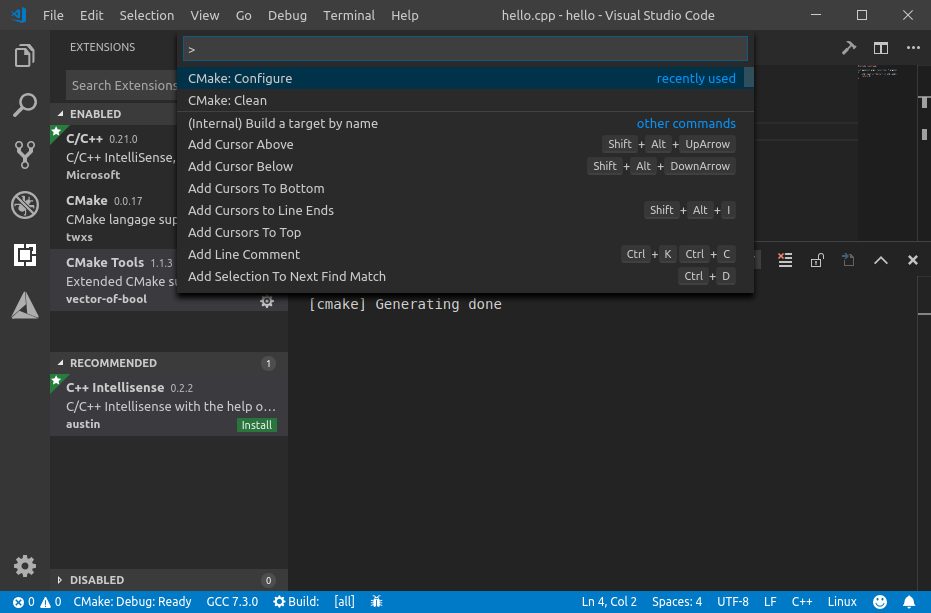 File Edit Selection View Go Debug Terminal Help hello.cpp - hello - Visual Studio Code
EXTENSIONS
>
Search Extensions
CMake: Configure recently used
CMake: Clean
(Internal) Build a target by name other commands
Add Cursor Above Shift + Alt + UpArrow
Add Cursor Below Shift + Alt + DownArrow
Add Cursors To Bottom
Add Cursors to Line Ends Shift + Alt + I
Add Cursors To Top
Add Line Comment Ctrl + K Ctrl + C
Add Selection To Next Find Match Ctrl + D
ENABLED
C/C++ 0.21.0
C/C++ IntelliSense,
Microsoft
CMake 0.0.17
CMake langage sup
twxs
CMake Tools 1.1.3
Extended CMake su
vector-of-bool
[cmake] Generating done
RECOMMENDED 1
C++ Intellisense 0.2.2
C/C++ Intellisense with the help o...
austin Install
DISABLED 0
0 0 CMake: Debug: Ready GCC 7.3.0 Build: [all] Ln 4, Col 2 Spaces: 4 UTF-8 LF C++ Linux